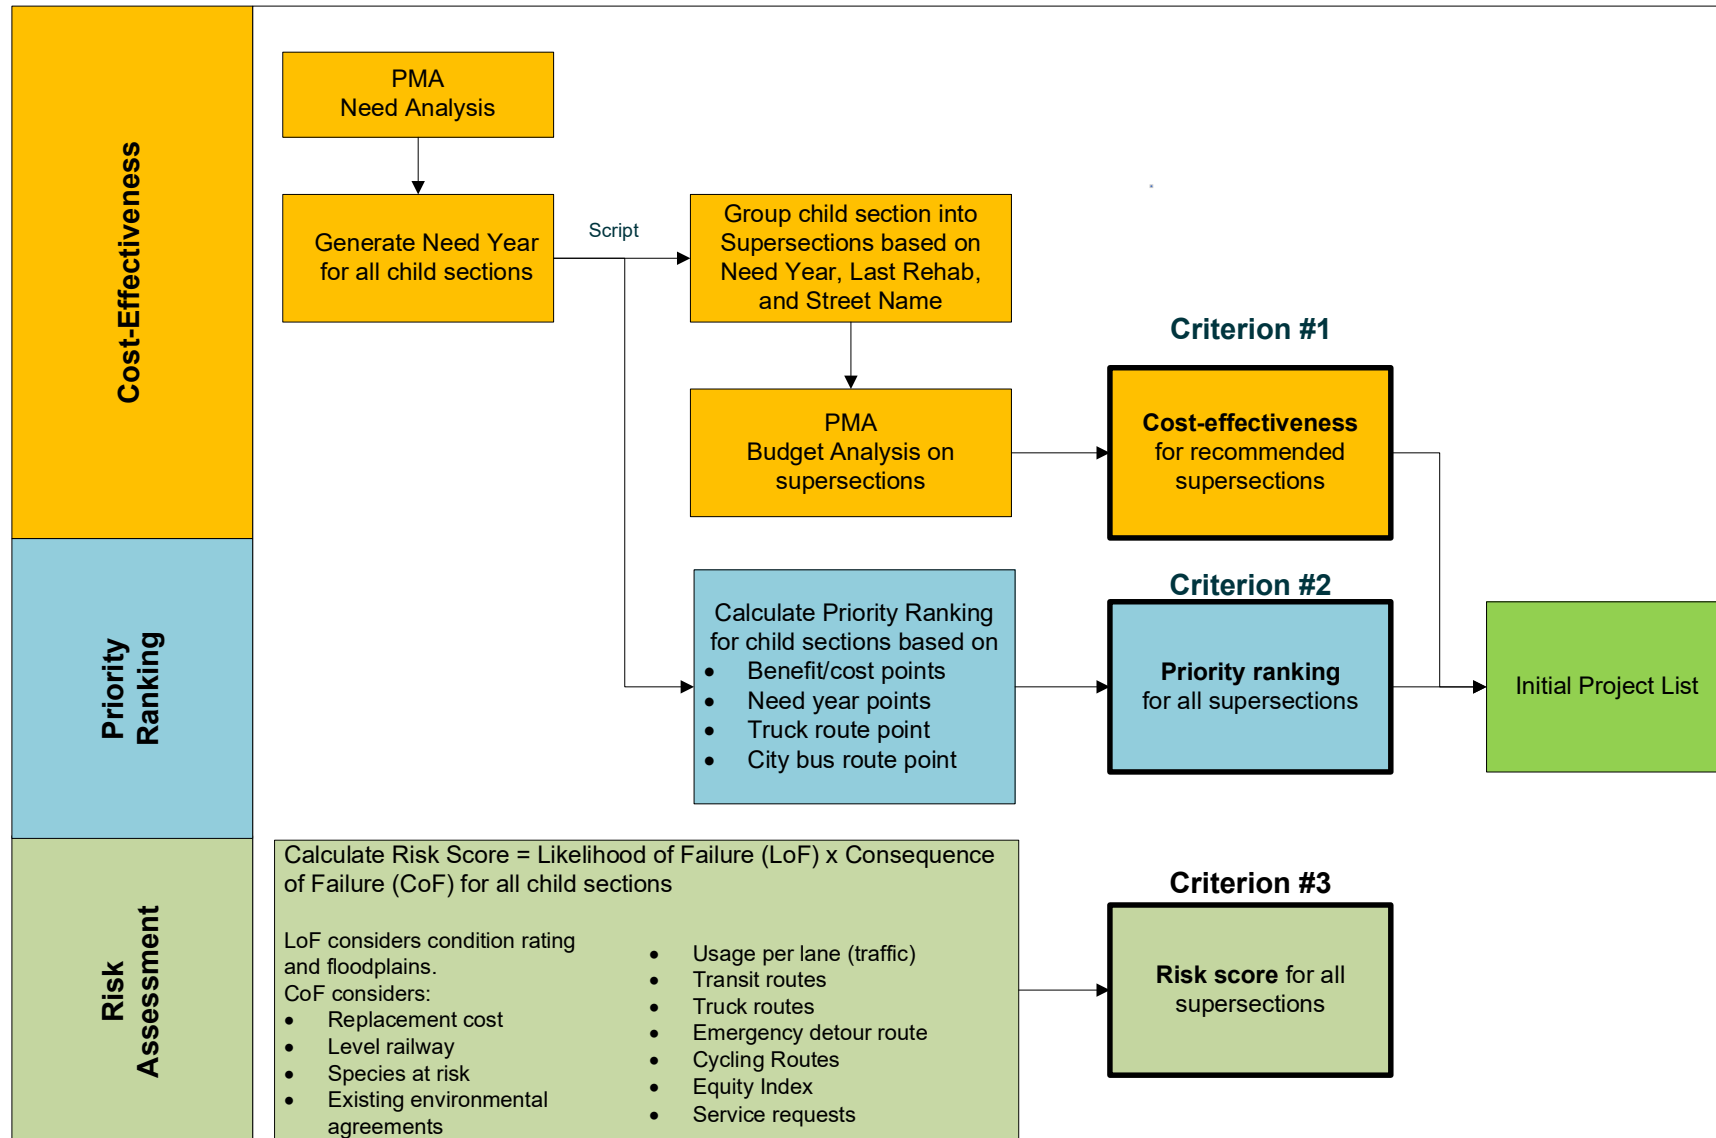 Cost-Effectiveness
PMA
Need Analysis
Generate Need Year
for all child sections
Script
Group child section into
Supersections based on
Need Year, Last Rehab,
and Street Name
PMA
Budget Analysis on
supersections
Criterion #1
Cost-effectiveness
for recommended
supersections
Priority
Ranking
Calculate Priority Ranking
for child sections based on
• Benefit/cost points
• Need year points
• Truck route point
• City bus route point
Criterion #2
Priority ranking
for all supersections
Initial Project List
Risk
Assessment
Calculate Risk Score = Likelihood of Failure (LoF) x Consequence
of Failure (CoF) for all child sections
LoF considers condition rating
and floodplains.
CoF considers:
• Replacement cost
• Level railway
• Species at risk
• Existing environmental
agreements
• Usage per lane (traffic)
• Transit routes
• Truck routes
• Emergency detour route
• Cycling Routes
• Equity Index
• Service requests
Criterion #3
Risk score for all
supersections